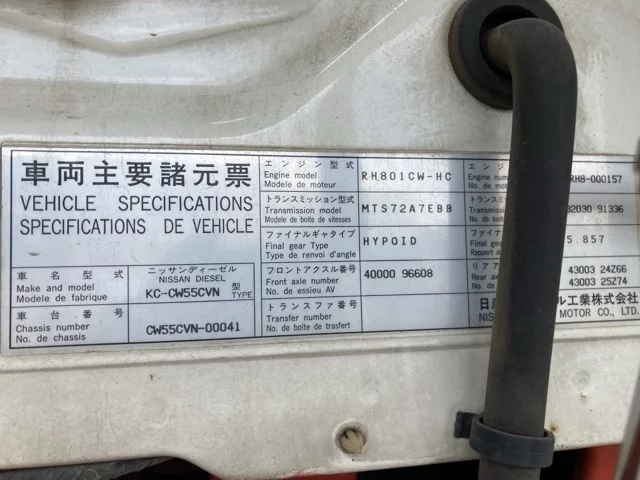 車両主要諸元票
VEHICLE SPECIFICATIONS
SPECIFICATIONS DE VEHICLE
車名型式
Make and model
Modele de fabrique
ニッサンディーゼル
NISSAN DIESEL
KC-CW55CVN
型
TYPE
車台番号
Chassis number
No. de chassis
CW55CVN-00041
エンジン型式
Engine model
Modele de moteur
RH801CW-HC
トランスミッション型式
Transmission model
Modele de boite de vitesses
MTS72A7EBB
ファイナルギヤタイプ
Final gear Type
Type de renvoi d'angle
HYPOID
フロントアクスル番号
Front axle number
No. de essieu AV
40000 96608
トランスファ番号
Transfer number
No. de boite de trasfert
エンジン
Engine
No. de
RH8-000157
トランス
91336
ファイナ
Final gear
Rapport
5.857
リア
Rear
No. de
43003 24Z66
43003 25Z74
日産 ル工業株式会社
NIS MOTOR CO., LTD.